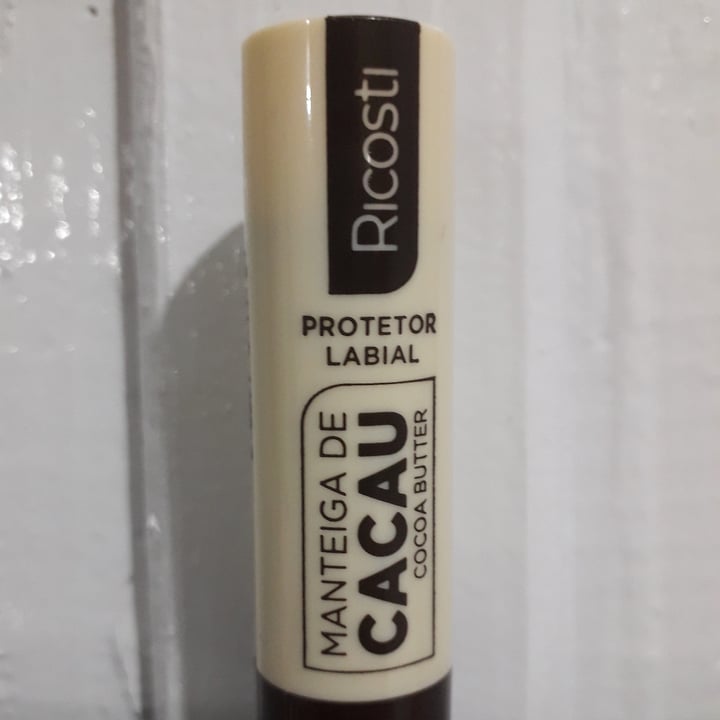 Ricosti
PROTETOR
LABIAL
MANTEIGA DE
CACAU
COCOA BUTTER